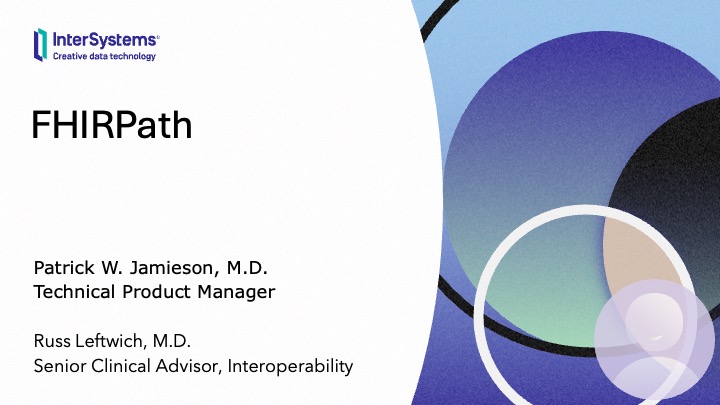 InterSystems®
Creative data technology
FHIRPath
Patrick W. Jamieson, M.D.
Technical Product Manager
Russ Leftwich, M.D.
Senior Clinical Advisor, Interoperability